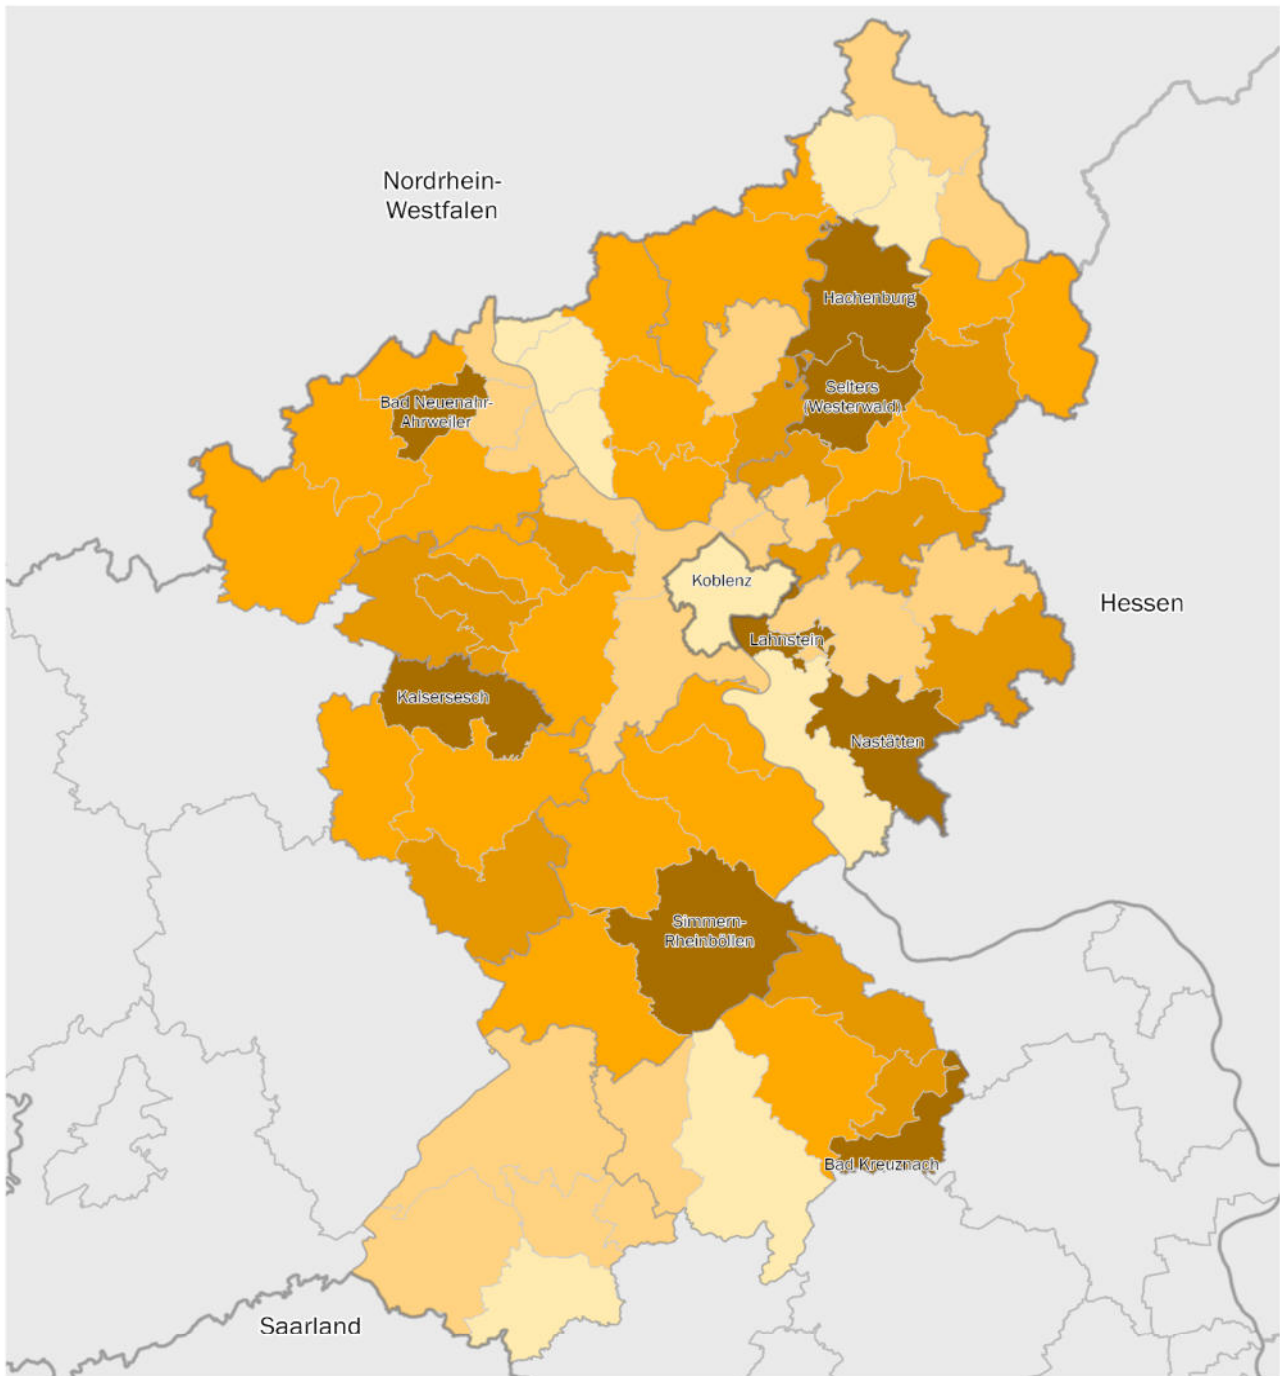 Nordrhein-
Westfalen
Hachenburg
Selters
(Westerwald)
Bad Neuenahr-
Ahrweiler
Koblenz
Hessen
Lahnstein
Kaisersesch
Nastätten
Simmern-
Rheinböllen
Bad Kreuznach
Saarland